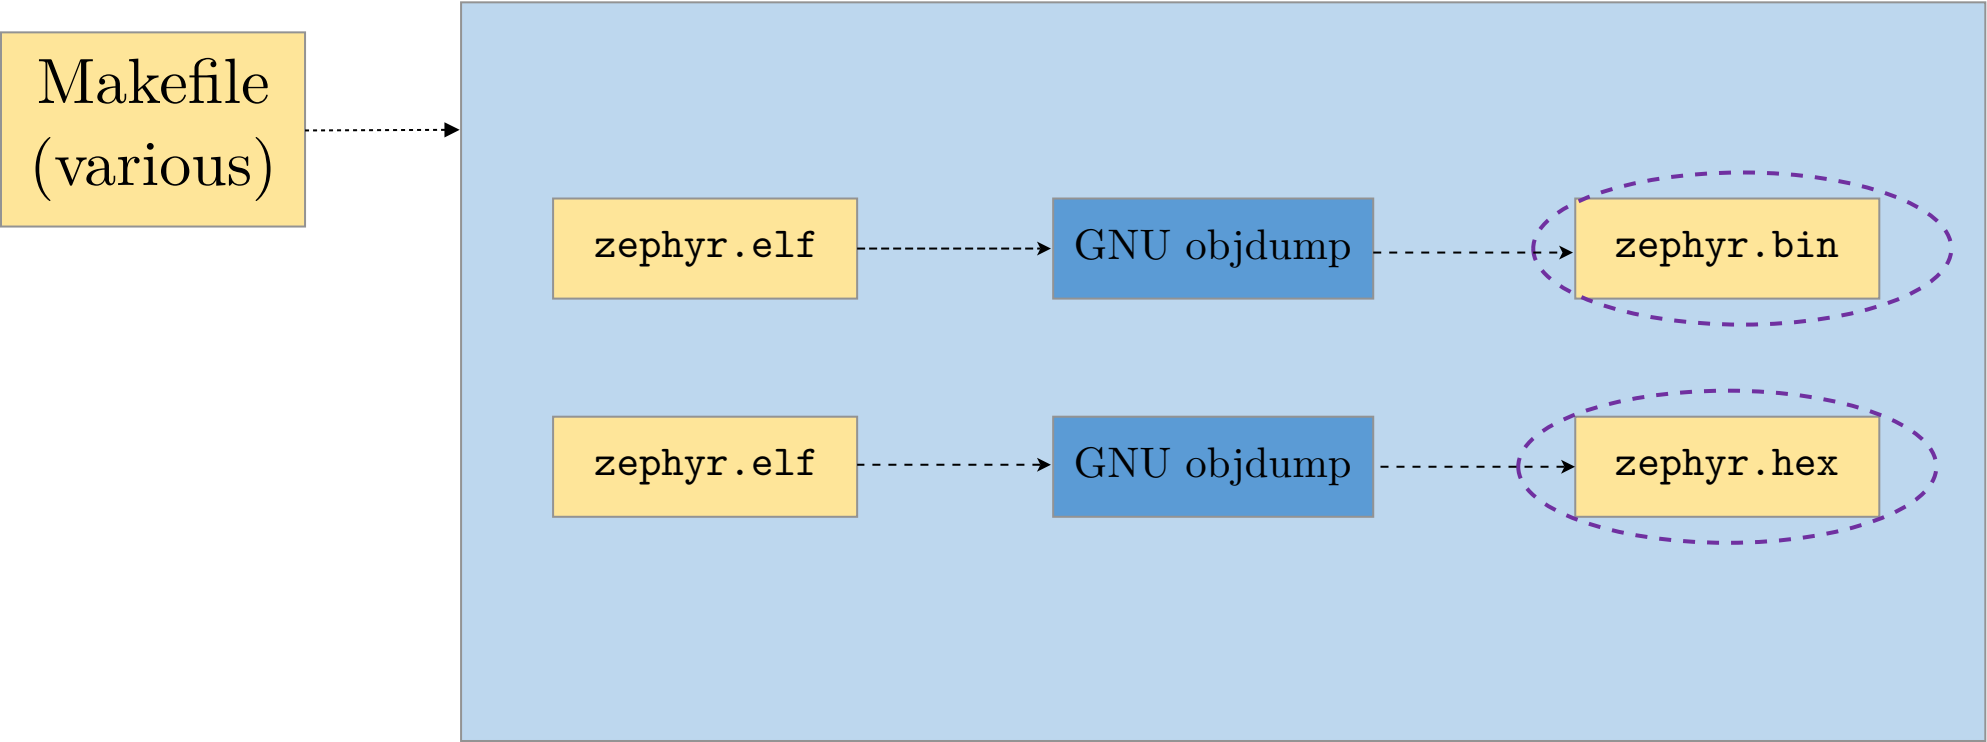 Makefile
(various)
zephyr.elf
GNU objdump
zephyr.bin
zephyr.elf
GNU objdump
zephyr.hex